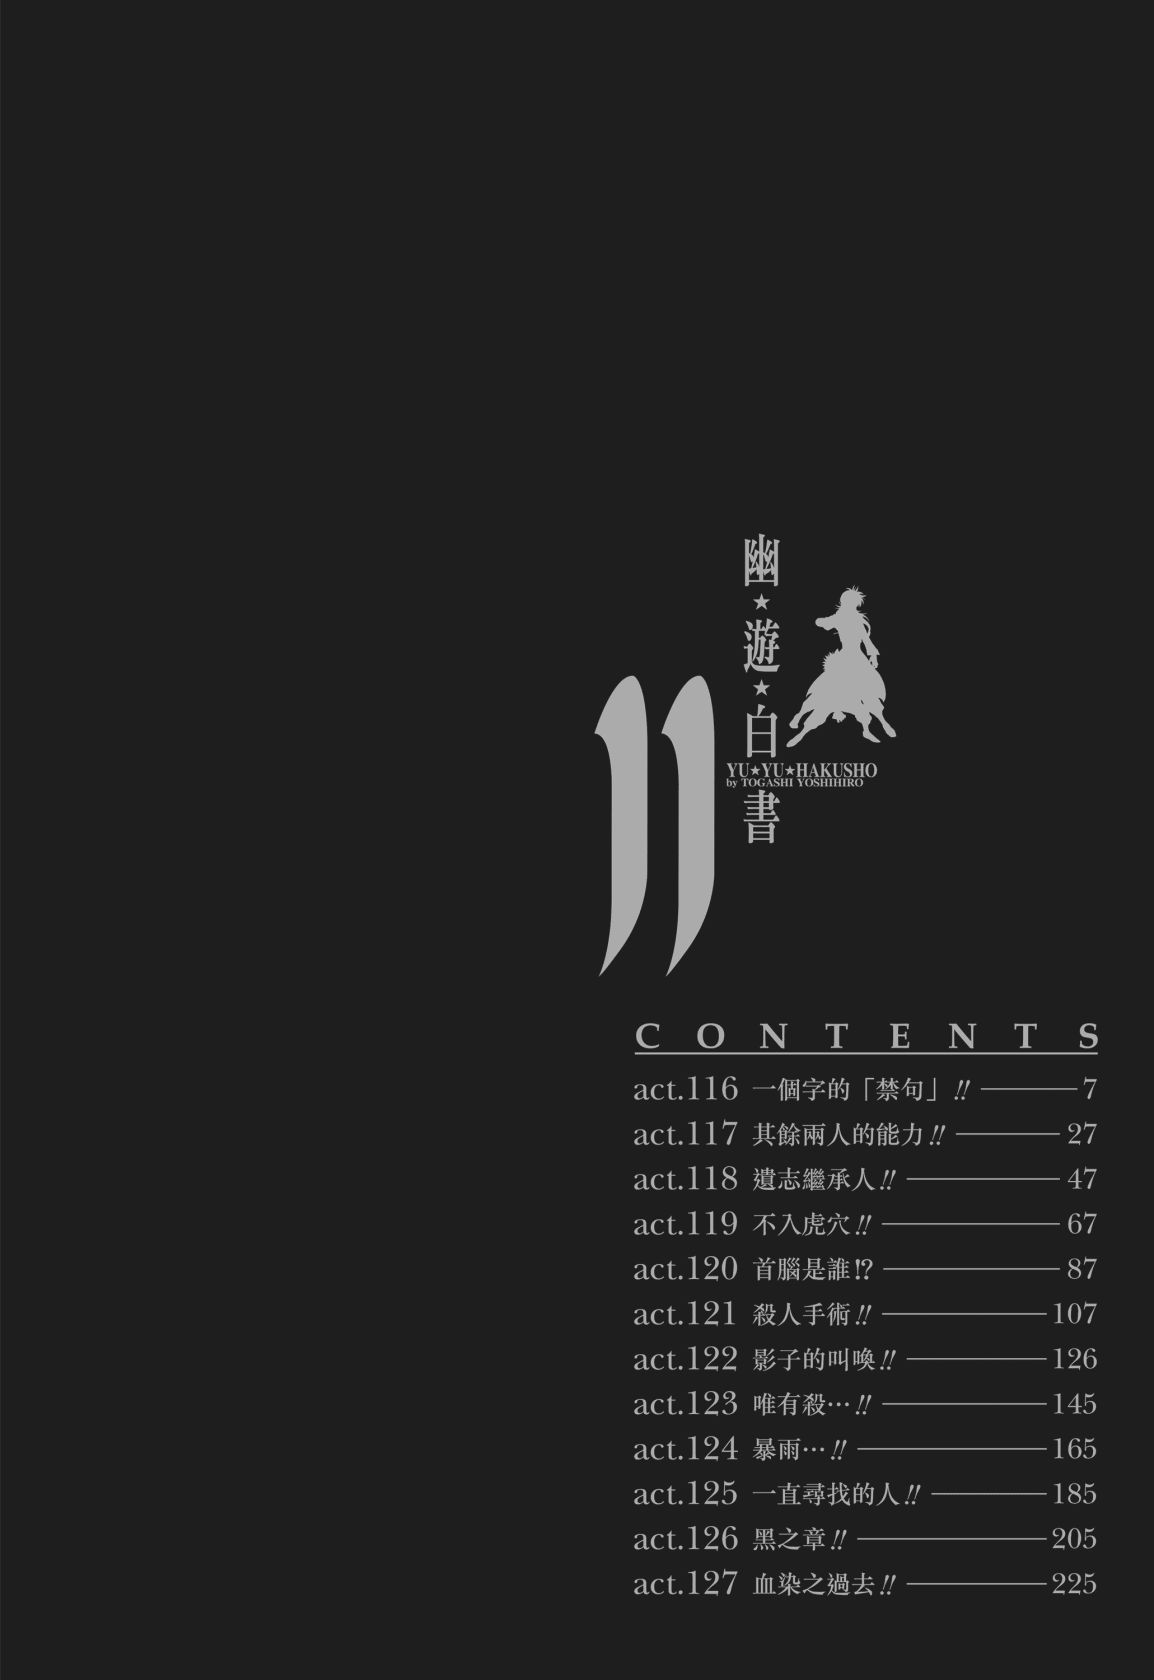 幽★遊★白書
YU★YU★HAKUSHO
by TOGASHI YOSHIHIRO
11
CONTENTS
act.116 一個字的「禁句」!! 7
act.117 其餘兩人的能力!! 27
act.118 遺志繼承人!! 47
act.119 不入虎穴!! 67
act.120 首腦是誰!? 87
act.121 殺人手術!! 107
act.122 影子的叫喚!! 126
act.123 唯有殺…!! 145
act.124 暴雨…!! 165
act.125 一直尋找的人!! 185
act.126 黑之章!! 205
act.127 血染之過去!! 225